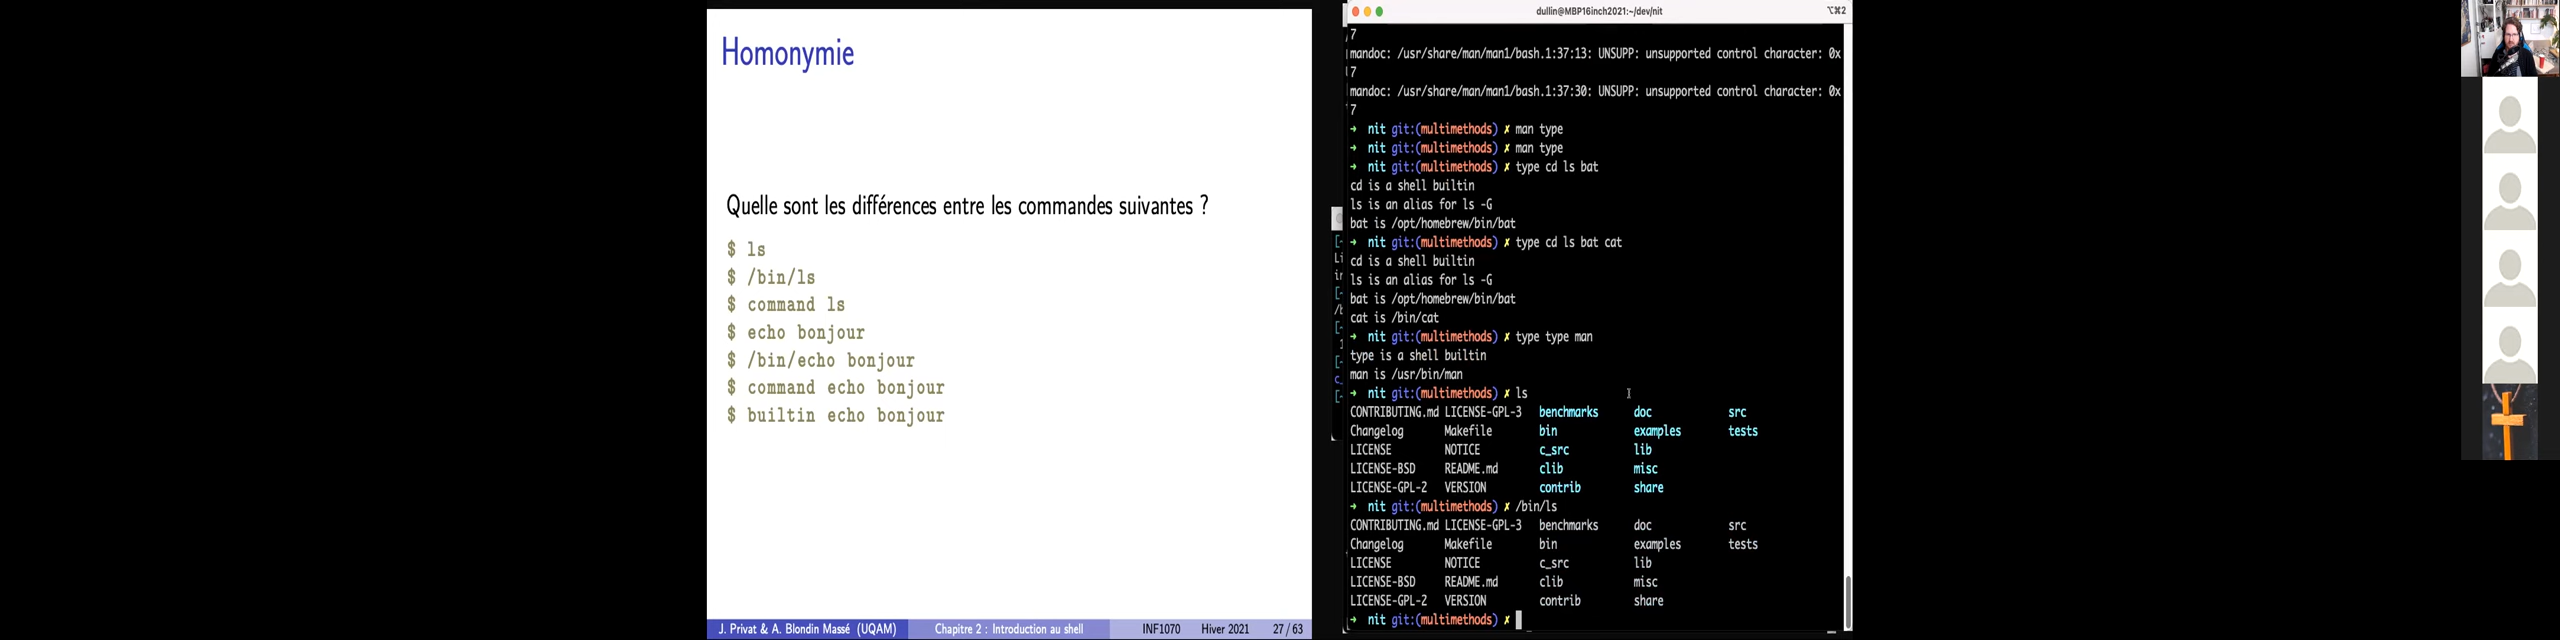 Homonymie
Quelle sont les différences entre les commandes suivantes ?
$ ls
$ /bin/ls
$ command ls
$ echo bonjour
$ /bin/echo bonjour
$ command echo bonjour
$ builtin echo bonjour
J. Privat & A. Blondin Massé (UQAM) Chapitre 2 : Introduction au shell INF1070 Hiver 2021 27 / 63
dullin@MBP16inch2021:~/dev/nit ⌥⌘2
7
mandoc: /usr/share/man/man1/bash.1:37:13: UNSUPP: unsupported control character: 0x
7
mandoc: /usr/share/man/man1/bash.1:37:30: UNSUPP: unsupported control character: 0x
7
➜ nit git:(multimethods) ✗ man type
➜ nit git:(multimethods) ✗ man type
➜ nit git:(multimethods) ✗ type cd ls bat
cd is a shell builtin
ls is an alias for ls -G
bat is /opt/homebrew/bin/bat
➜ nit git:(multimethods) ✗ type cd ls bat cat
cd is a shell builtin
ls is an alias for ls -G
bat is /opt/homebrew/bin/bat
cat is /bin/cat
➜ nit git:(multimethods) ✗ type type man
type is a shell builtin
man is /usr/bin/man
➜ nit git:(multimethods) ✗ ls
CONTRIBUTING.md LICENSE-GPL-3 benchmarks doc src
Changelog Makefile bin examples tests
LICENSE NOTICE c_src lib
LICENSE-BSD README.md clib misc
LICENSE-GPL-2 VERSION contrib share
➜ nit git:(multimethods) ✗ /bin/ls
CONTRIBUTING.md LICENSE-GPL-3 benchmarks doc src
Changelog Makefile bin examples tests
LICENSE NOTICE c_src lib
LICENSE-BSD README.md clib misc
LICENSE-GPL-2 VERSION contrib share
➜ nit git:(multimethods) ✗